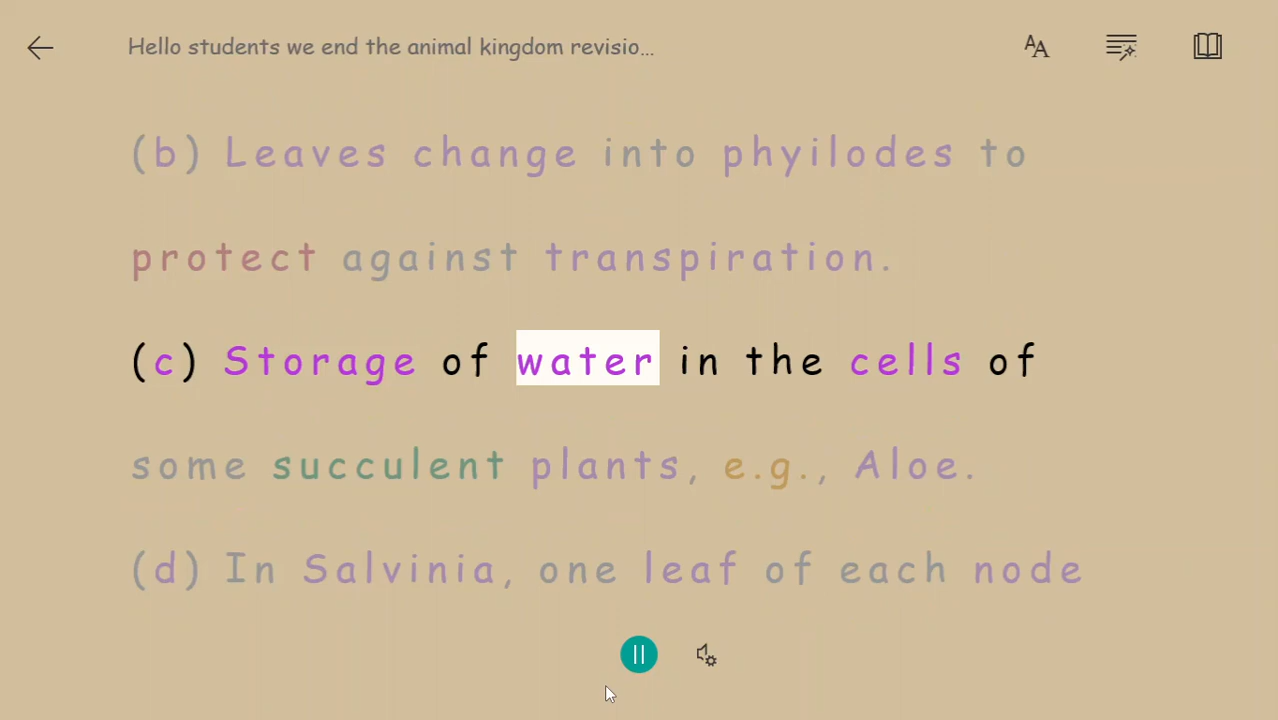 Hello students we end the animal kingdom revisio...
(b) Leaves change into phyilodes to
protect against transpiration.
(c) Storage of water in the cells of
some succulent plants, e.g., Aloe.
(d) In Salvinia, one leaf of each node